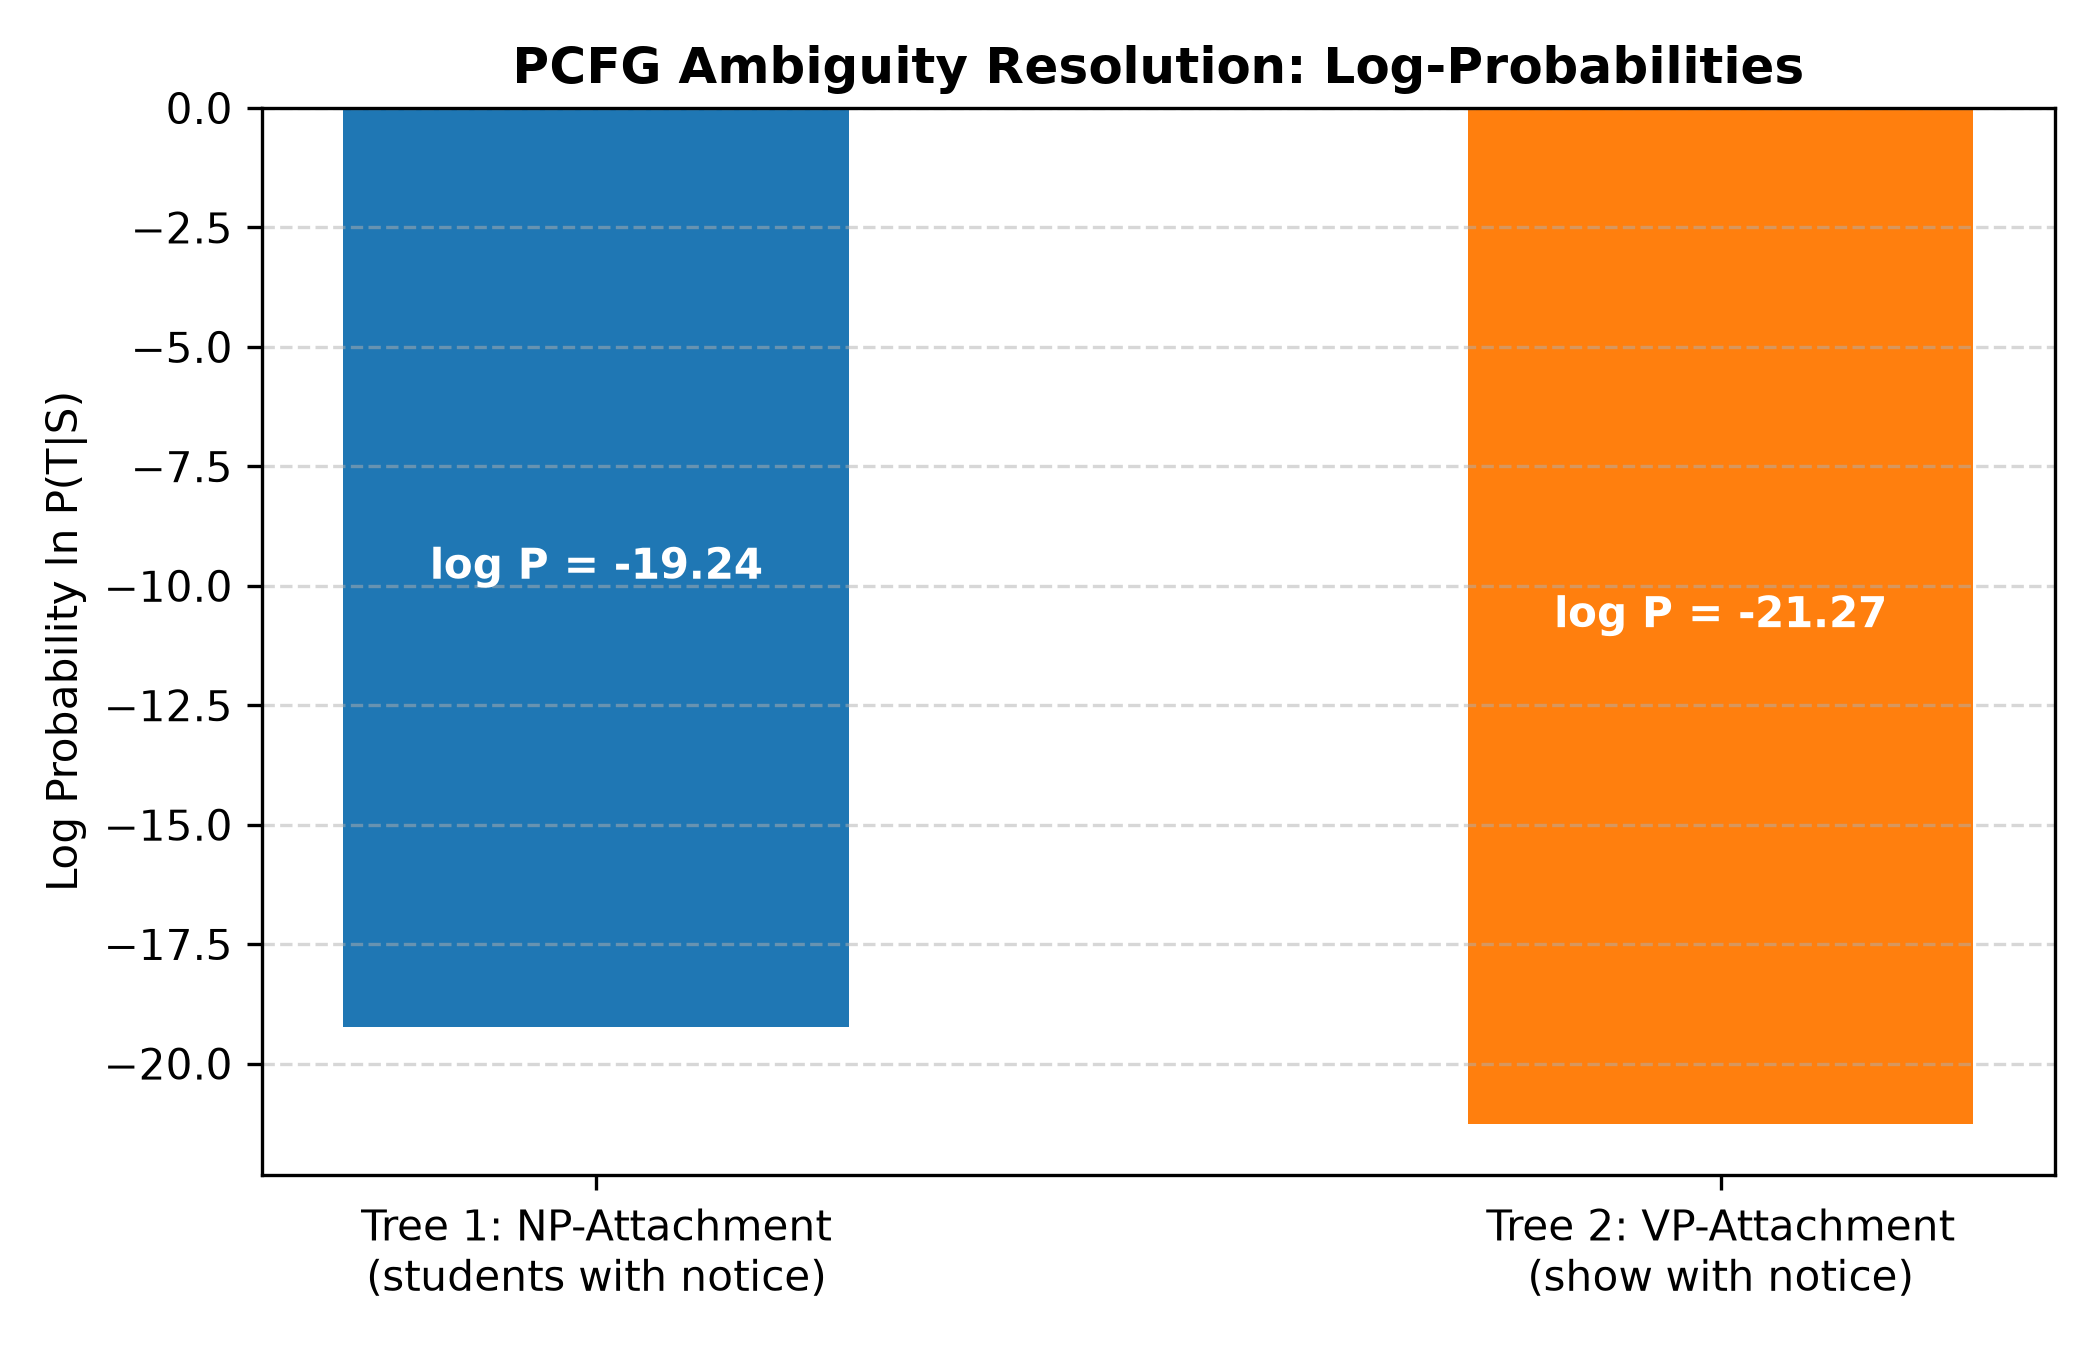 PCFG Ambiguity Resolution: Log-Probabilities
0.0
−2.5
−5.0
−7.5
−10.0
−12.5
−15.0
−17.5
−20.0
Log Probability ln P(T|S)
log P = -19.24
log P = -21.27
Tree 1: NP-Attachment
(students with notice)
Tree 2: VP-Attachment
(show with notice)